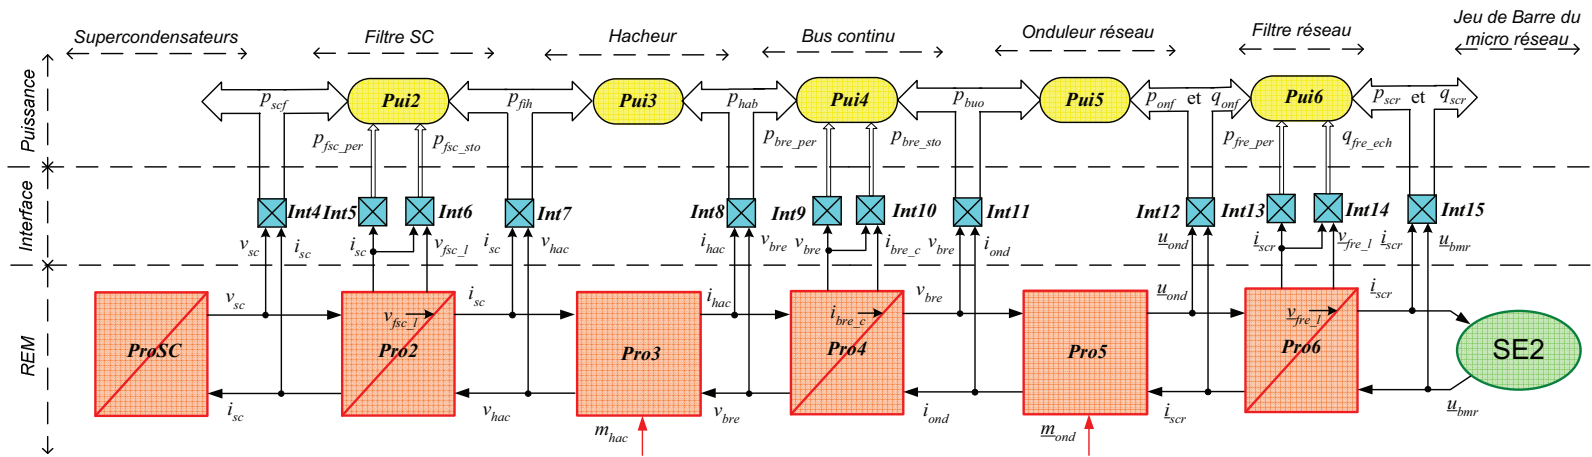 Supercondensateurs
Filtre SC
Hacheur
Bus continu
Onduleur réseau
Filtre réseau
Jeu de Barre du
micro réseau
Puissance
p_scf
Pui2
p_fih
Pui3
p_hab
Pui4
p_buo
Pui5
p_onf et q_onf
Pui6
p_scr et q_scr
p_fsc_per
p_fsc_sto
p_bre_per
p_bre_sto
p_fre_per
q_fre_ech
Interface
Int4
Int5
Int6
Int7
Int8
Int9
Int10
Int11
Int12
Int13
Int14
Int15
v_sc
i_sc
i_sc
v_fsc_l
i_sc
v_hac
i_hac
v_bre
v_bre
i_bre_c
v_bre
i_ond
u_ond
i_scr
i_scr
v_fre_l
i_scr
u_bmr
REM
v_sc
i_sc
i_hac
v_bre
u_ond
i_scr
v_fsc_l
i_bre_c
v_fre_l
ProSC
Pro2
Pro3
Pro4
Pro5
Pro6
SE2
i_sc
v_hac
v_bre
i_ond
i_scr
u_bmr
m_hac
m_ond